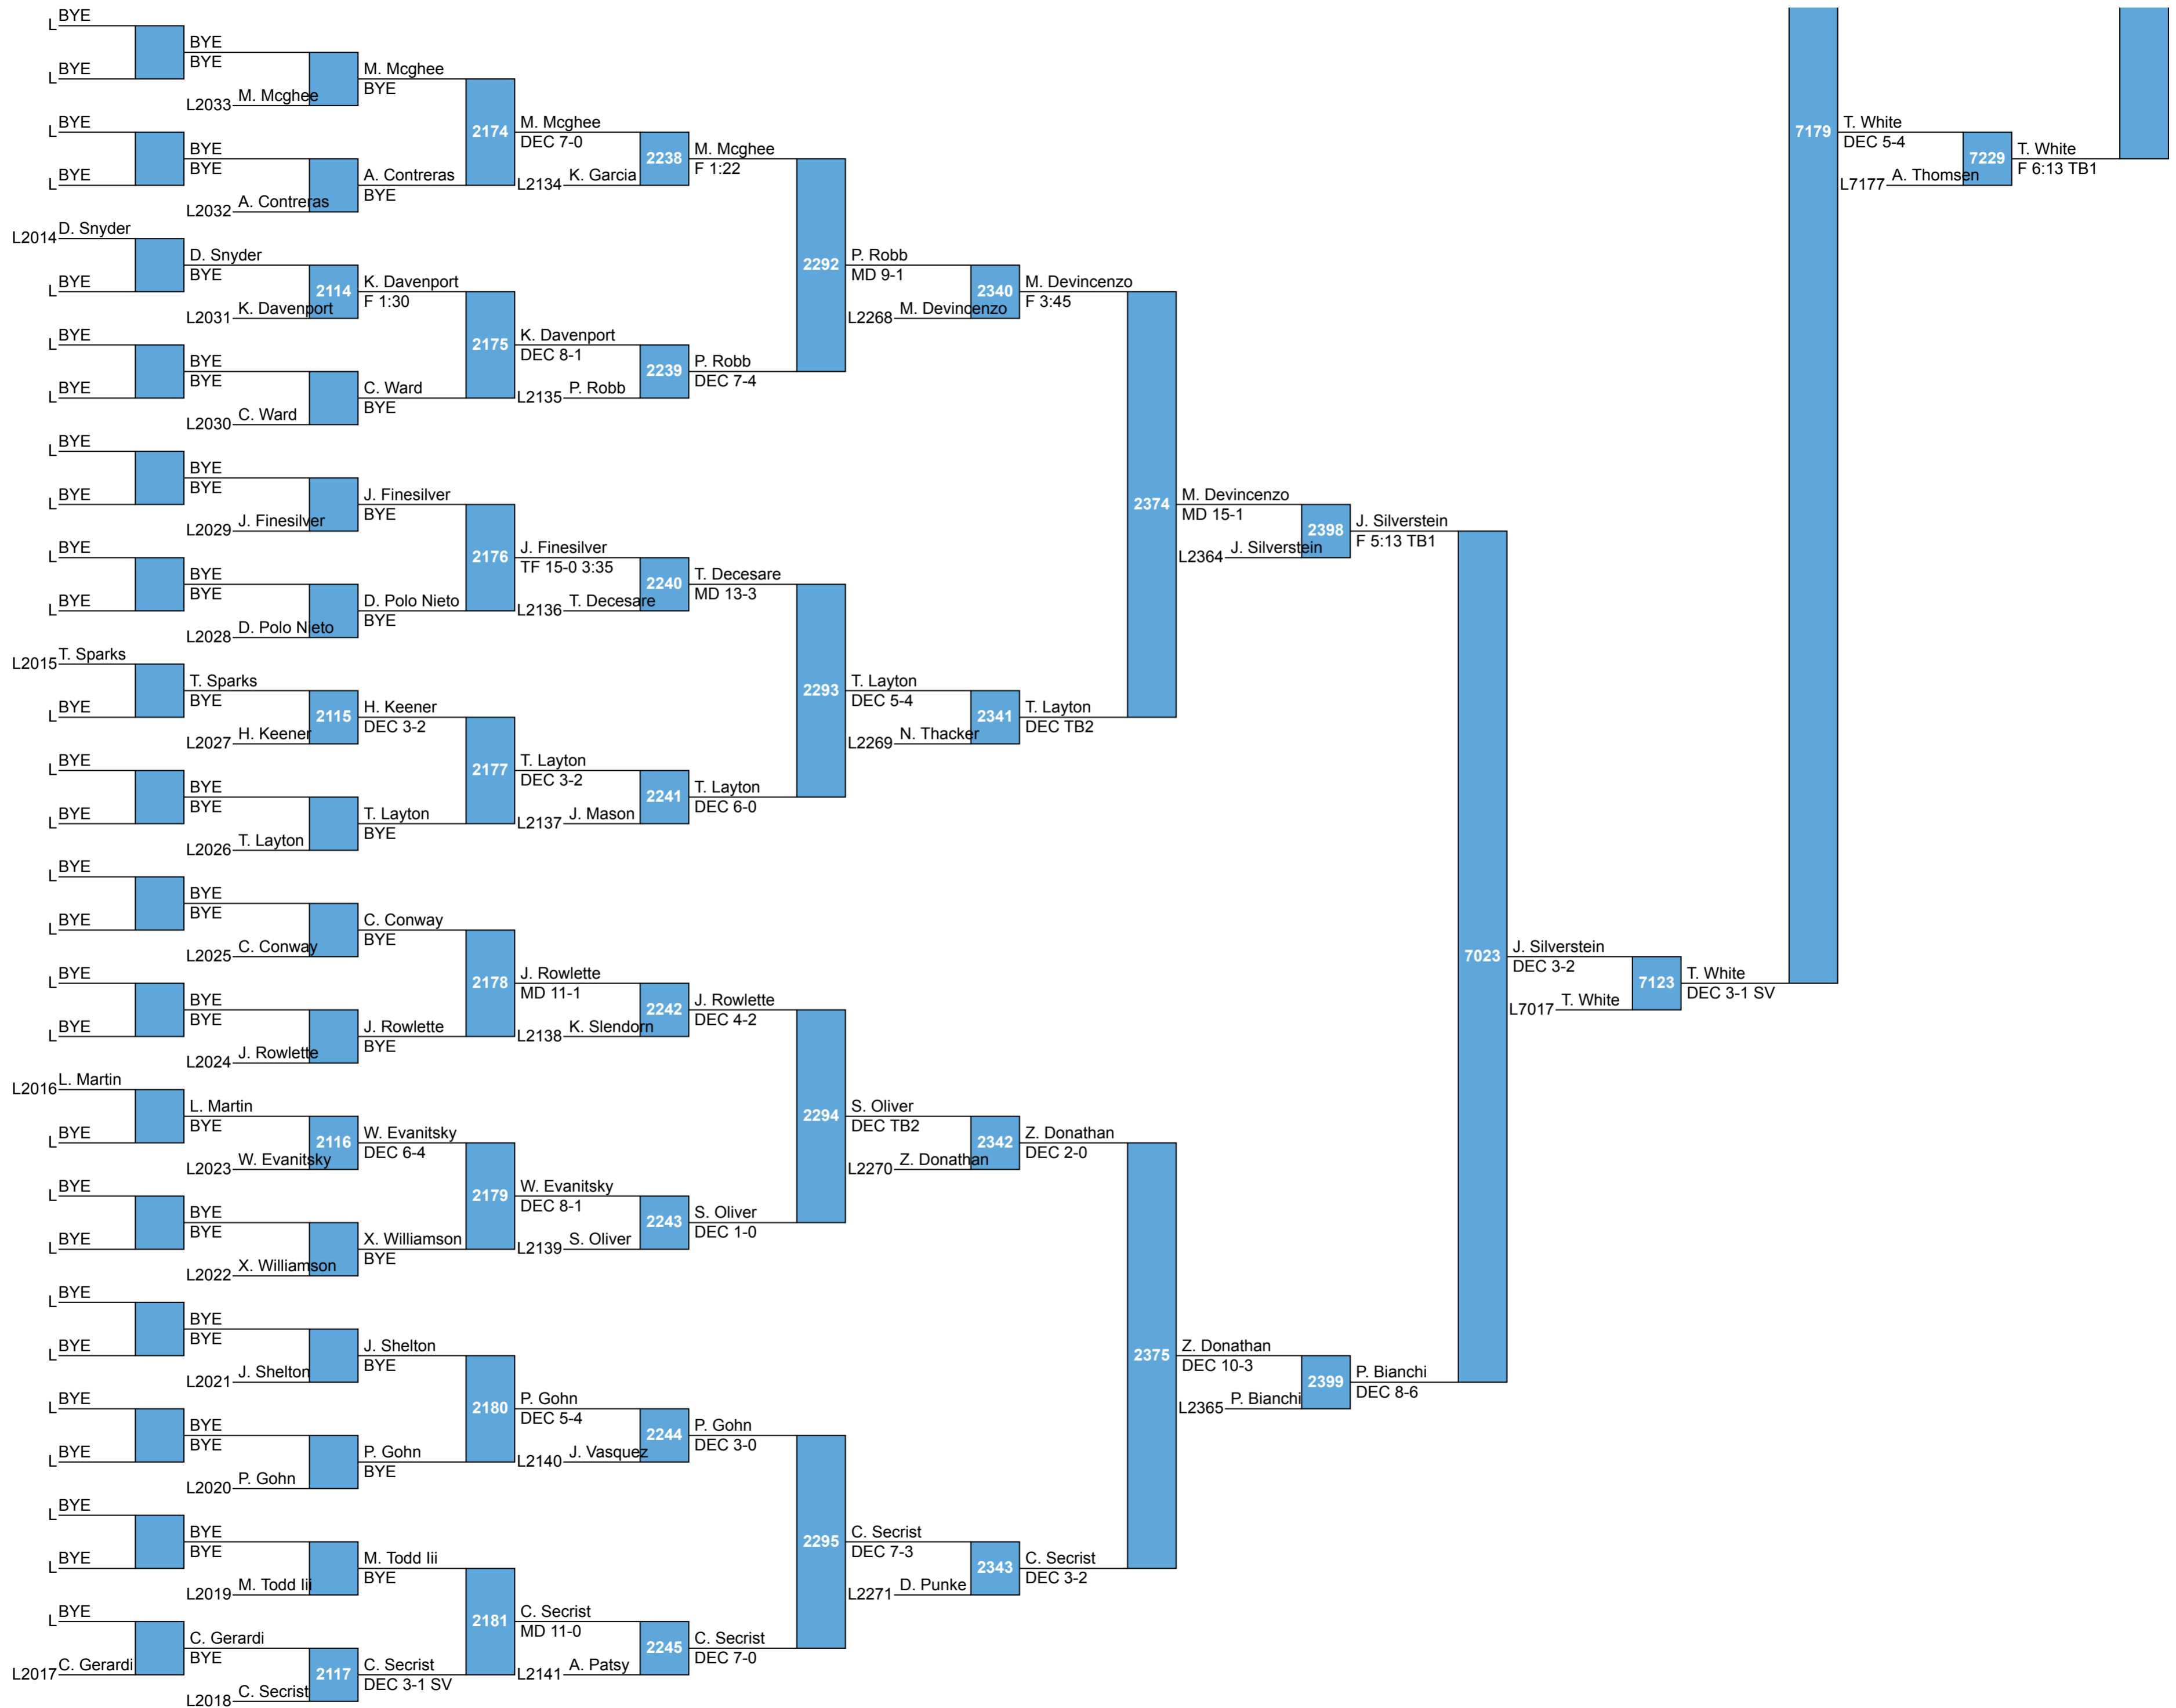 BYE
L
BYE
BYE
BYE
L
M. Mcghee
L2033
M. Mcghee
BYE
BYE
L
BYE
BYE
BYE
L
A. Contreras
L2032
A. Contreras
BYE
2174
M. Mcghee
DEC 7-0
L2134
K. Garcia
2238
M. Mcghee
F 1:22
L2014
D. Snyder
D. Snyder
BYE
BYE
L
L2031
K. Davenport
2114
K. Davenport
F 1:30
BYE
L
BYE
BYE
BYE
L
L2030
C. Ward
C. Ward
BYE
2175
K. Davenport
DEC 8-1
L2135
P. Robb
2239
P. Robb
DEC 7-4
2292
P. Robb
MD 9-1
L2268
M. Devincenzo
2340
M. Devincenzo
F 3:45
BYE
L
BYE
BYE
BYE
L
L2029
J. Finesilver
J. Finesilver
BYE
BYE
L
BYE
BYE
BYE
L
L2028
D. Polo Nieto
D. Polo Nieto
BYE
2176
J. Finesilver
TF 15-0 3:35
L2136
T. Decesare
2240
T. Decesare
MD 13-3
L2015
T. Sparks
T. Sparks
BYE
BYE
L
L2027
H. Keener
2115
H. Keener
DEC 3-2
BYE
L
BYE
BYE
BYE
L
L2026
T. Layton
T. Layton
BYE
2177
T. Layton
DEC 3-2
L2137
J. Mason
2241
T. Layton
DEC 6-0
2293
T. Layton
DEC 5-4
L2269
N. Thacker
2341
T. Layton
DEC TB2
2374
M. Devincenzo
MD 15-1
L2364
J. Silverstein
2398
J. Silverstein
F 5:13 TB1
BYE
L
BYE
BYE
BYE
L
L2025
C. Conway
C. Conway
BYE
BYE
L
BYE
BYE
BYE
L
L2024
J. Rowlette
J. Rowlette
BYE
2178
J. Rowlette
MD 11-1
L2138
K. Slendorn
2242
J. Rowlette
DEC 4-2
L2016
L. Martin
L. Martin
BYE
BYE
L
L2023
W. Evanitsky
2116
W. Evanitsky
DEC 6-4
BYE
L
BYE
BYE
BYE
L
L2022
X. Williamson
X. Williamson
BYE
2179
W. Evanitsky
DEC 8-1
L2139
S. Oliver
2243
S. Oliver
DEC 1-0
2294
S. Oliver
DEC TB2
L2270
Z. Donathan
2342
Z. Donathan
DEC 2-0
BYE
L
BYE
BYE
BYE
L
L2021
J. Shelton
J. Shelton
BYE
BYE
L
BYE
BYE
BYE
L
L2020
P. Gohn
P. Gohn
BYE
2180
P. Gohn
DEC 5-4
L2140
J. Vasquez
2244
P. Gohn
DEC 3-0
BYE
L
BYE
BYE
BYE
L
L2019
M. Todd Iii
M. Todd Iii
BYE
BYE
L
C. Gerardi
BYE
L2017
C. Gerardi
L2018
C. Secrist
2117
C. Secrist
DEC 3-1 SV
2181
C. Secrist
MD 11-0
L2141
A. Patsy
2245
C. Secrist
DEC 7-0
2295
C. Secrist
DEC 7-3
L2271
D. Punke
2343
C. Secrist
DEC 3-2
2375
Z. Donathan
DEC 10-3
L2365
P. Bianchi
2399
P. Bianchi
DEC 8-6
7023
J. Silverstein
DEC 3-2
L7017
T. White
7123
T. White
DEC 3-1 SV
7179
T. White
DEC 5-4
L7177
A. Thomsen
7229
T. White
F 6:13 TB1